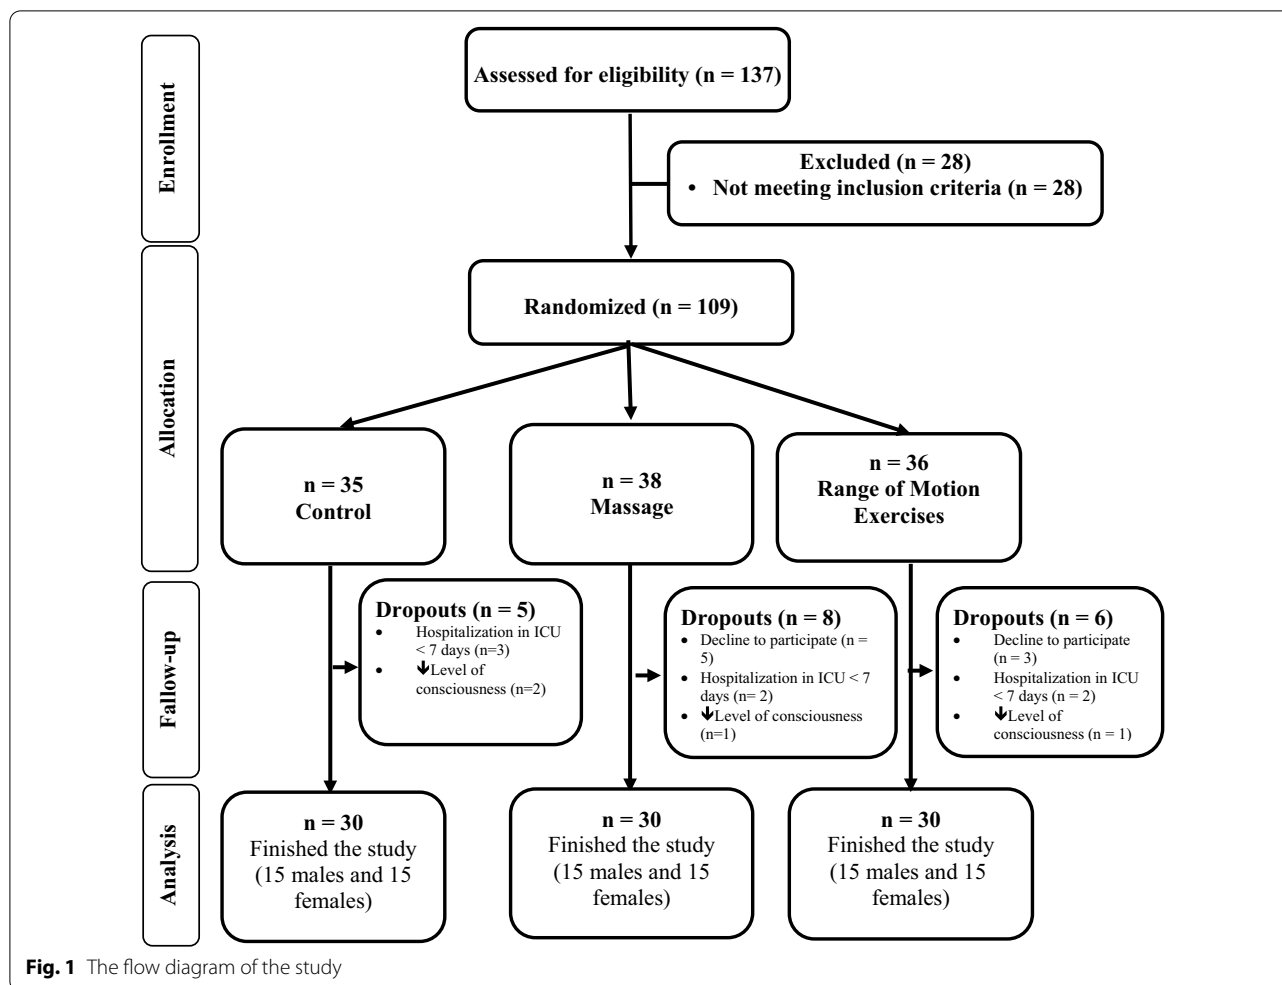 Enrollment
Assessed for eligibility (n = 137)
Excluded (n = 28)
• Not meeting inclusion criteria (n = 28)
Allocation
Randomized (n = 109)
n = 35
Control
n = 38
Massage
n = 36
Range of Motion
Exercises
Fallow-up
Dropouts (n = 5)
• Hospitalization in ICU
< 7 days (n=3)
• 🡻Level of
consciousness (n=2)
Dropouts (n = 8)
• Decline to participate (n =
5)
• Hospitalization in ICU < 7
days (n= 2)
• 🡻Level of consciousness
(n=1)
Dropouts (n = 6)
• Decline to participate
(n = 3)
• Hospitalization in ICU
< 7 days (n = 2)
• 🡻Level of
consciousness (n = 1)
Analysis
n = 30
Finished the study
(15 males and 15
females)
n = 30
Finished the study
(15 males and 15
females)
n = 30
Finished the study
(15 males and 15
females)
Fig. 1 The flow diagram of the study